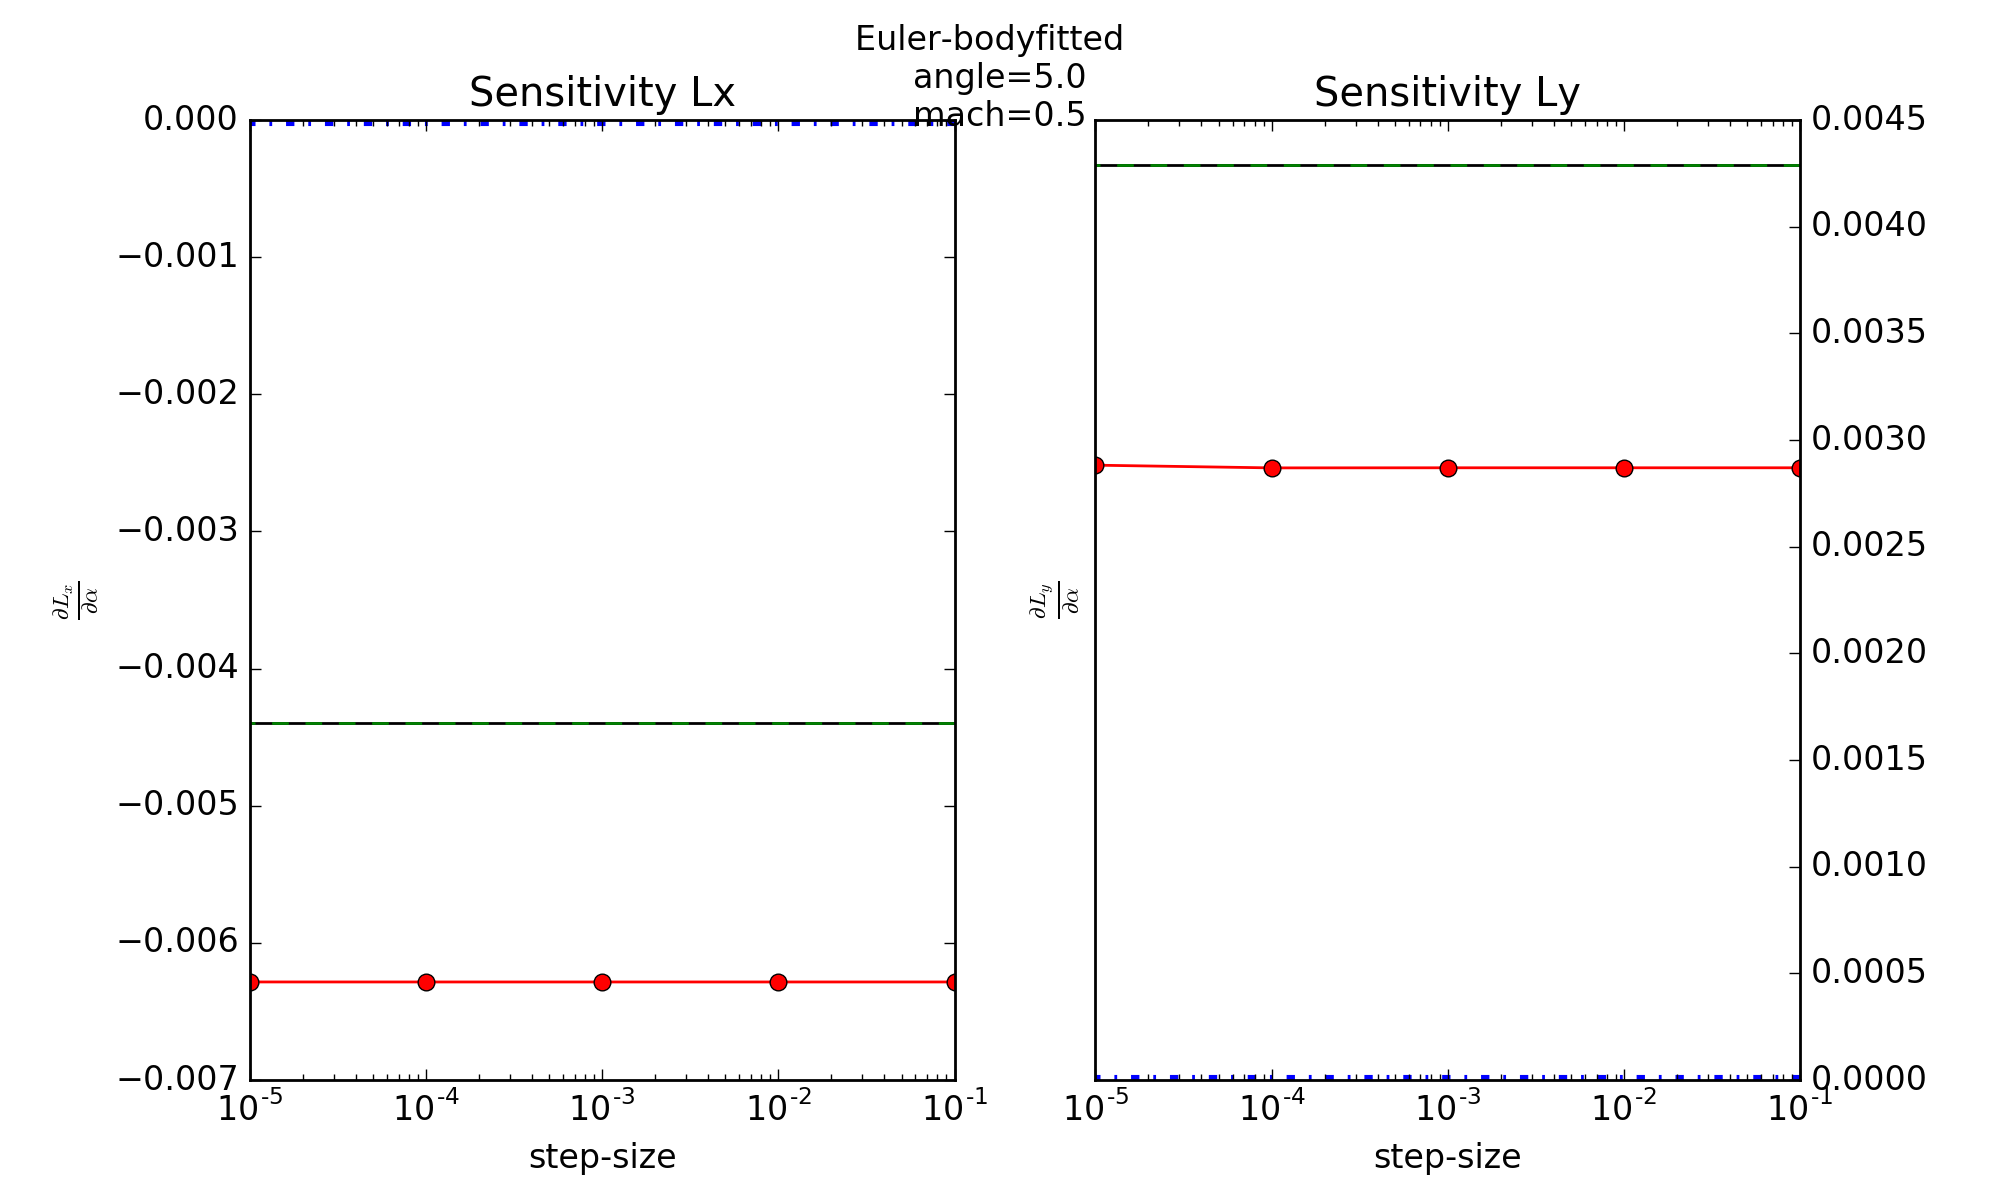 Euler-bodyfitted
angle=5.0
mach=0.5
Sensitivity Lx
0.000
−0.001
−0.002
−0.003
−0.004
−0.005
−0.006
−0.007
∂Lₓ/∂α
10⁻⁵ 10⁻⁴ 10⁻³ 10⁻² 10⁻¹
step-size
Sensitivity Ly
0.0045
0.0040
0.0035
0.0030
0.0025
0.0020
0.0015
0.0010
0.0005
0.0000
∂L_y/∂α
10⁻⁵ 10⁻⁴ 10⁻³ 10⁻² 10⁻¹
step-size